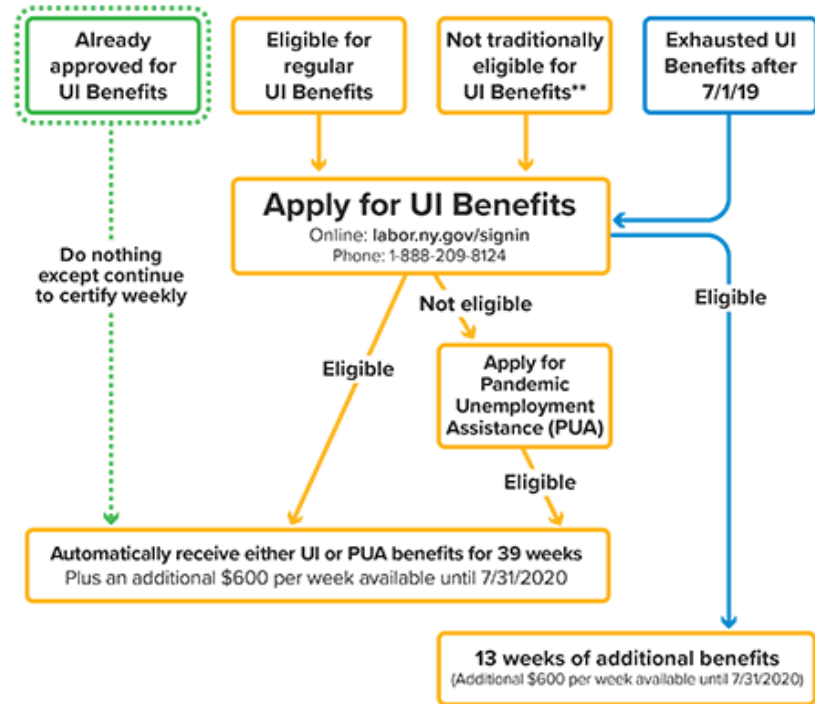 Already
approved for
UI Benefits
Eligible for
regular
UI Benefits
Not traditionally
eligible for
UI Benefits**
Exhausted UI
Benefits after
7/1/19
Apply for UI Benefits
Online: labor.ny.gov/signin
Phone: 1-888-209-8124
Do nothing
except continue
to certify weekly
Not eligible
Eligible
Eligible
Apply for
Pandemic
Unemployment
Assistance (PUA)
Eligible
Automatically receive either UI or PUA benefits for 39 weeks
Plus an additional $600 per week available until 7/31/2020
13 weeks of additional benefits
(Additional $600 per week available until 7/31/2020)